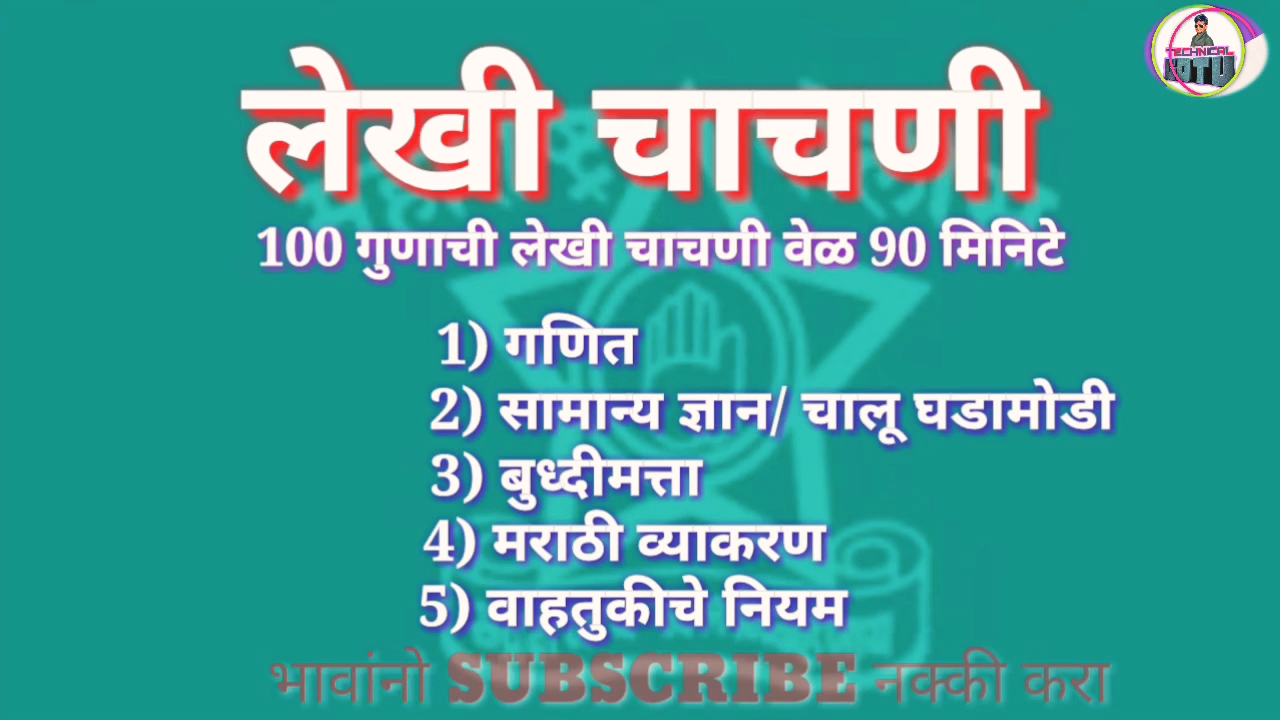 TECHNICAL
लेखी चाचणी
100 गुणाची लेखी चाचणी वेळ 90 मिनिटे
1) गणित
2) सामान्य ज्ञान/ चालू घडामोडी
3) बुध्दीमत्ता
4) मराठी व्याकरण
5) वाहतुकीचे नियम
भावांनो SUBSCRIBE नक्की करा